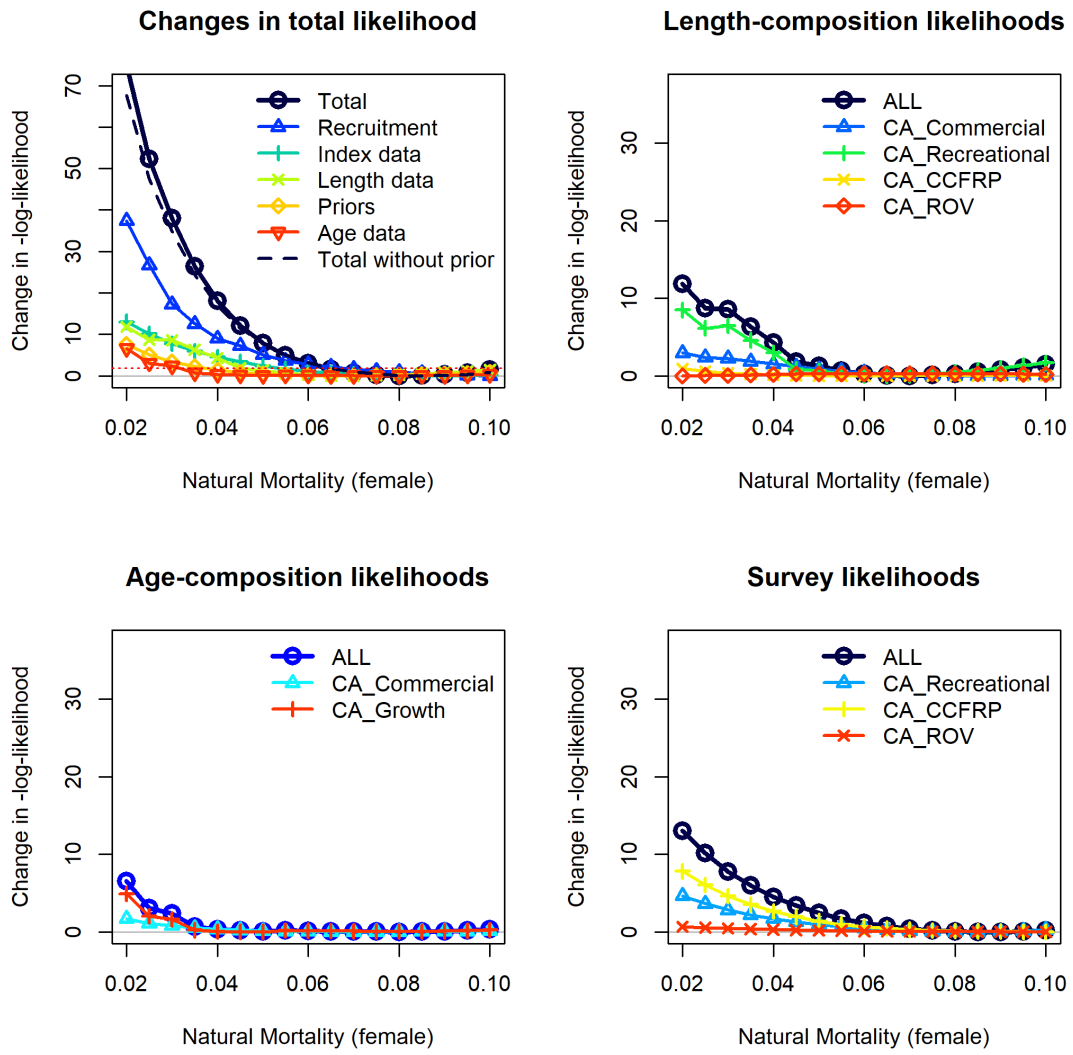 Changes in total likelihood
Change in -log-likelihood
70
50
30
10
0
Total
Recruitment
Index data
Length data
Priors
Age data
Total without prior
0.02 0.04 0.06 0.08 0.10
Natural Mortality (female)
Length-composition likelihoods
Change in -log-likelihood
30
20
10
0
ALL
CA_Commercial
CA_Recreational
CA_CCFRP
CA_ROV
0.02 0.04 0.06 0.08 0.10
Natural Mortality (female)
Age-composition likelihoods
Change in -log-likelihood
30
20
10
0
ALL
CA_Commercial
CA_Growth
0.02 0.04 0.06 0.08 0.10
Natural Mortality (female)
Survey likelihoods
Change in -log-likelihood
30
20
10
0
ALL
CA_Recreational
CA_CCFRP
CA_ROV
0.02 0.04 0.06 0.08 0.10
Natural Mortality (female)